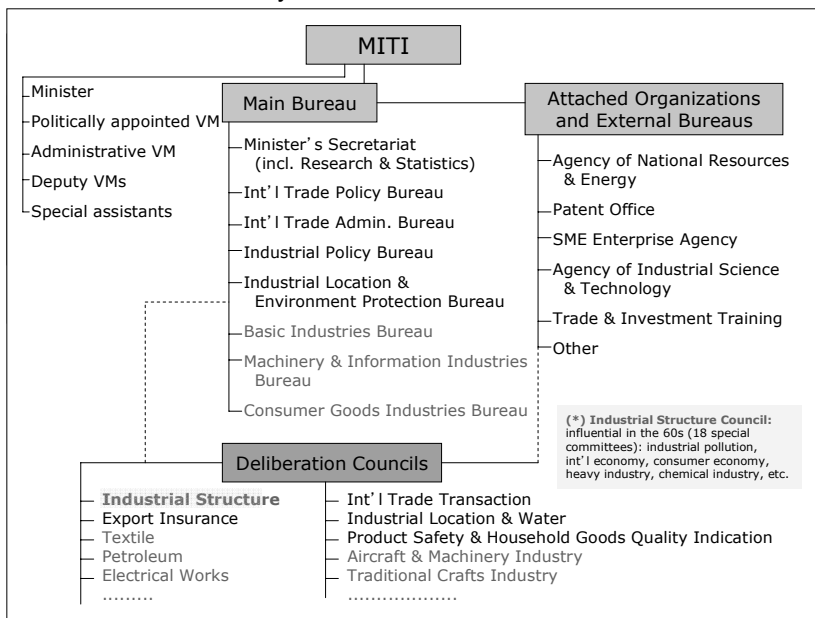 MITI
Minister
Politically appointed VM
Administrative VM
Deputy VMs
Special assistants
Main Bureau
Minister's Secretariat
(incl. Research & Statistics)
Int'l Trade Policy Bureau
Int'l Trade Admin. Bureau
Industrial Policy Bureau
Industrial Location &
Environment Protection Bureau
Basic Industries Bureau
Machinery & Information Industries
Bureau
Consumer Goods Industries Bureau
Attached Organizations
and External Bureaus
Agency of National Resources
& Energy
Patent Office
SME Enterprise Agency
Agency of Industrial Science
& Technology
Trade & Investment Training
Other
(*) Industrial Structure Council:
influential in the 60s (18 special
committees): industrial pollution,
int'l economy, consumer economy,
heavy industry, chemical industry, etc.
Deliberation Councils
Industrial Structure
Export Insurance
Textile
Petroleum
Electrical Works
.........
Int'l Trade Transaction
Industrial Location & Water
Product Safety & Household Goods Quality Indication
Aircraft & Machinery Industry
Traditional Crafts Industry
...................